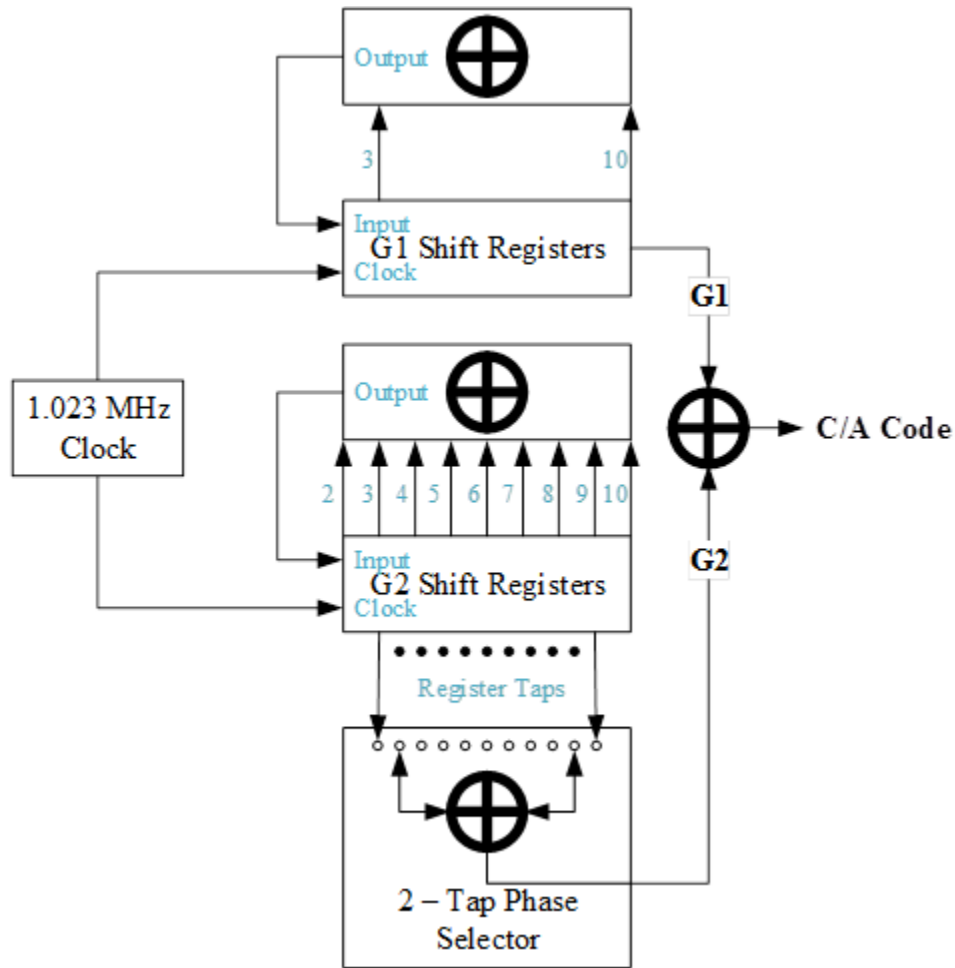 Output
3
10
Input
G1 Shift Registers
Clock
G1
1.023 MHz
Clock
Output
C/A Code
2
3
4
5
6
7
8
9
10
Input
G2 Shift Registers
Clock
G2
Register Taps
2 – Tap Phase
Selector